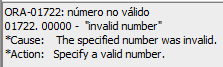 ORA-01722: número no válido
01722. 00000 - "invalid number"
*Cause: The specified number was invalid.
*Action: Specify a valid number.